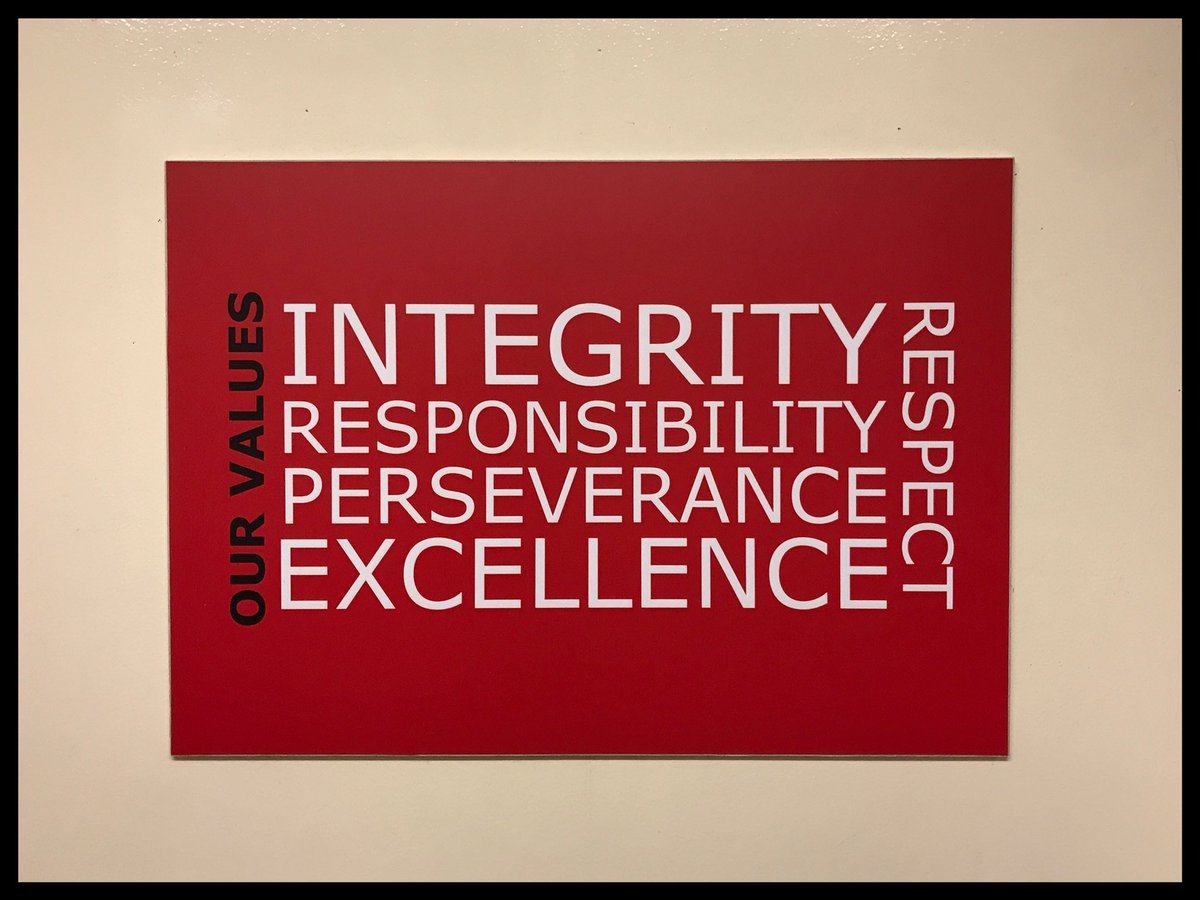 OUR VALUES
INTEGRITY
RESPONSIBILITY
PERSEVERANCE
EXCELLENCE
RESPECT